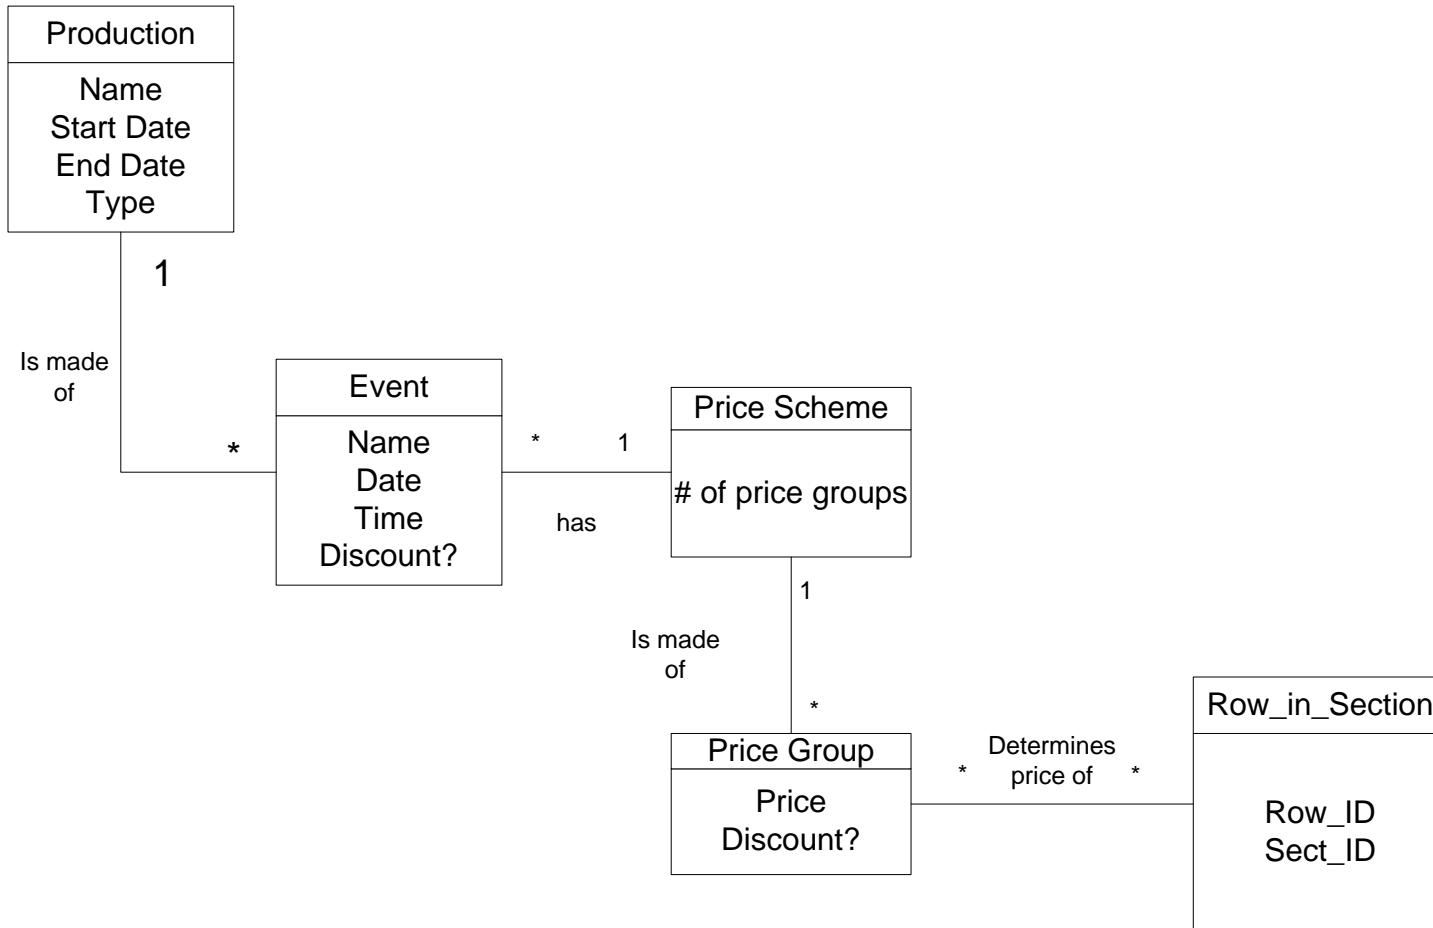 Production
Name
Start Date
End Date
Type
1
Is made
of
*
Event
Name
Date
Time
Discount?
*
1
has
Price Scheme
# of price groups
1
Is made
of
*
Price Group
Price
Discount?
Determines
* price of *
Row_in_Section
Row_ID
Sect_ID